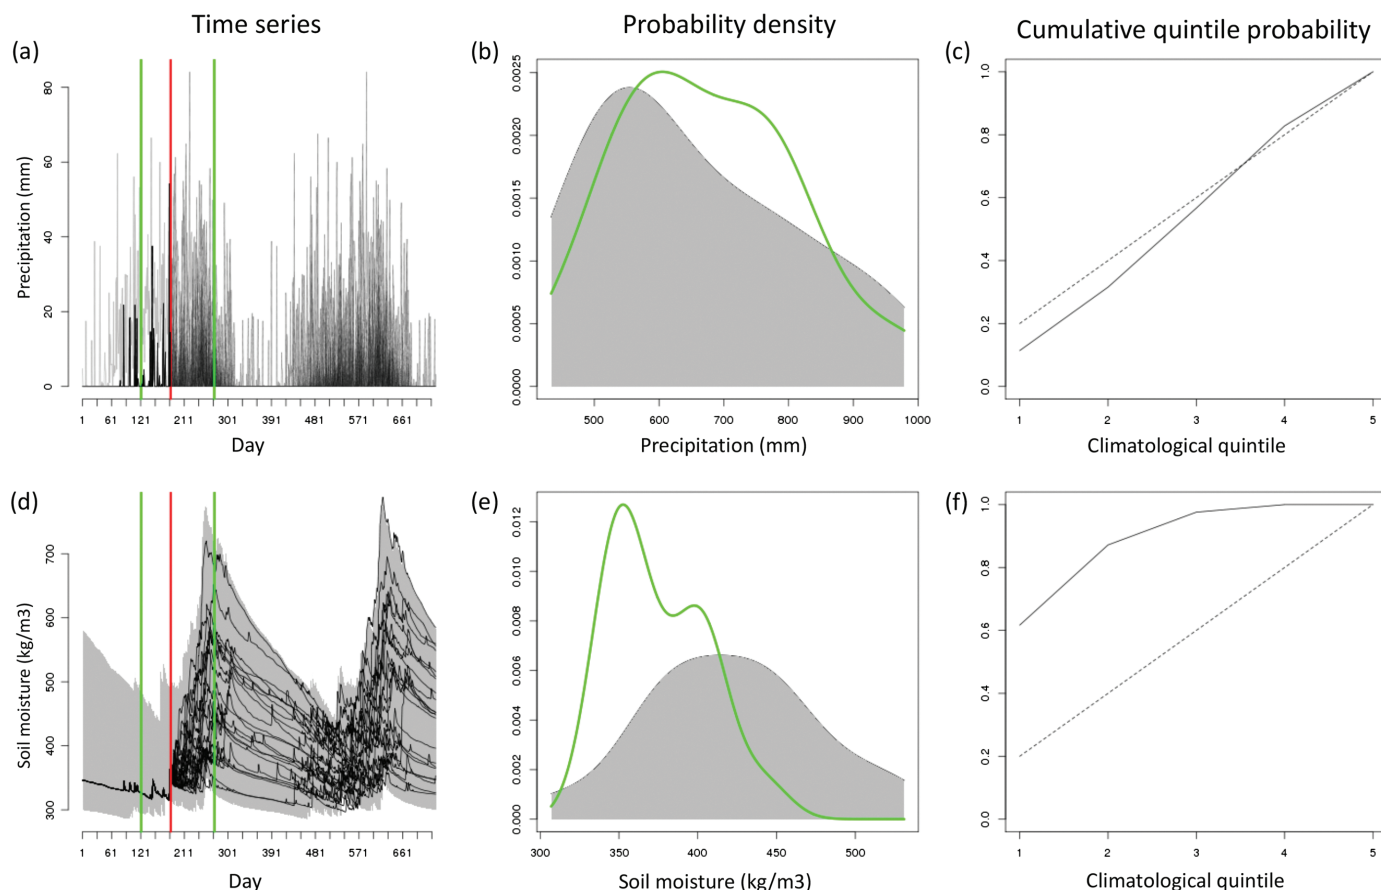 Time series
Probability density
Cumulative quintile probability
(a)
(b)
(c)
Precipitation (mm)
80
60
40
20
0
1 61 121 211 301 391 481 571 661
Day
0.0025
0.0020
0.0015
0.0010
0.0005
0.0000
500 600 700 800 900 1000
Precipitation (mm)
1.0
0.8
0.6
0.4
0.2
0.0
1 2 3 4 5
Climatological quintile
(d)
(e)
(f)
Soil moisture (kg/m3)
700
600
500
400
300
1 61 121 211 301 391 481 571 661
Day
0.012
0.010
0.008
0.006
0.004
0.002
0.000
300 350 400 450 500
Soil moisture (kg/m3)
1.0
0.8
0.6
0.4
0.2
0.0
1 2 3 4 5
Climatological quintile